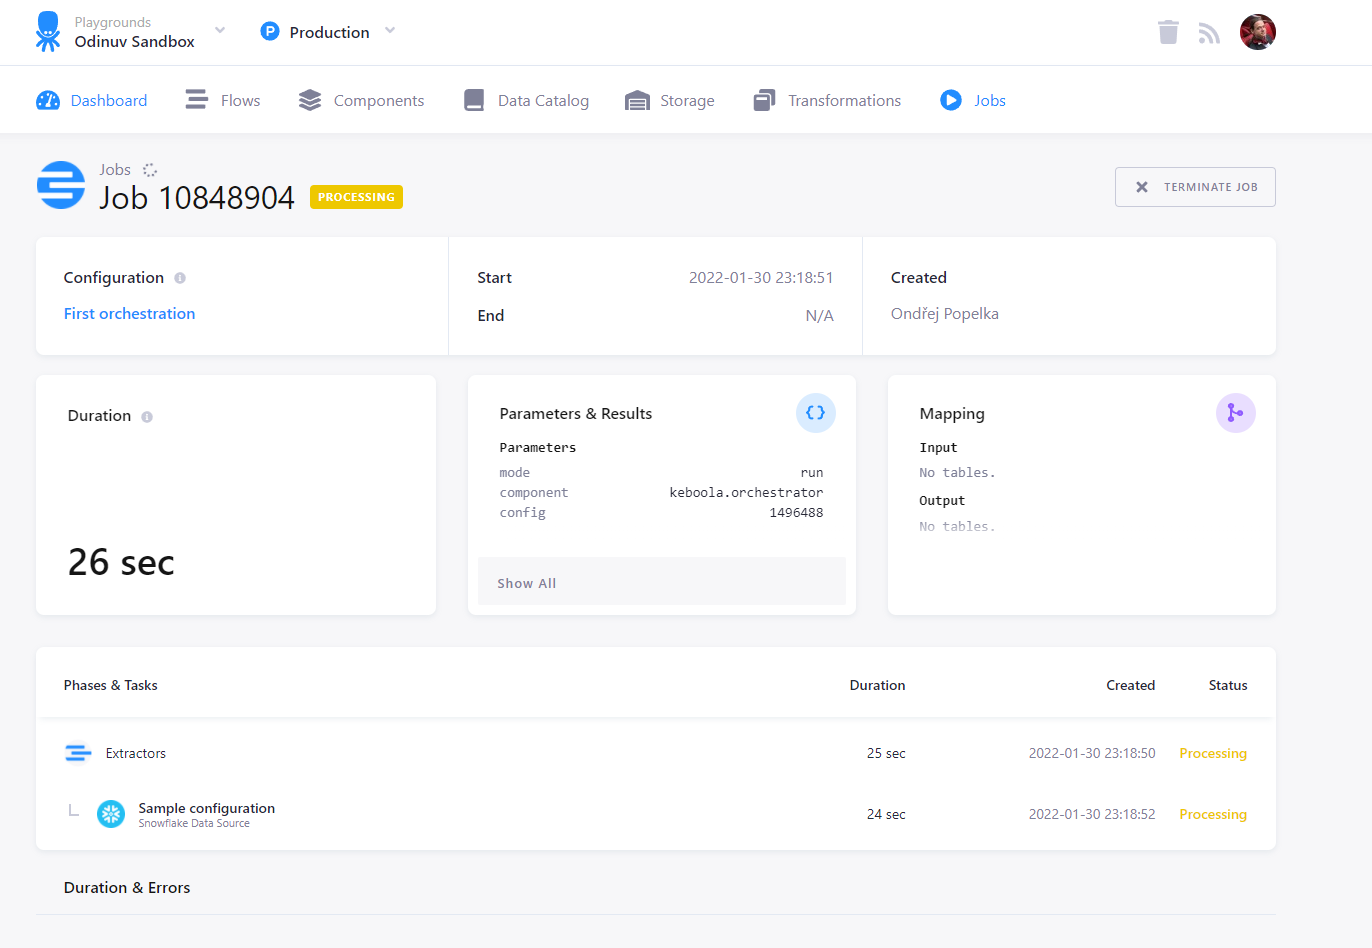 Playgrounds
Odinuv Sandbox
P Production
Dashboard Flows Components Data Catalog Storage Transformations Jobs
Jobs
Job 10848904 PROCESSING
TERMINATE JOB
Configuration
First orchestration
Start 2022-01-30 23:18:51
End N/A
Created
Ondřej Popelka
Duration
26 sec
Parameters & Results
Parameters
mode run
component keboola.orchestrator
config 1496488
Show All
Mapping
Input
No tables.
Output
No tables.
Phases & Tasks Duration Created Status
Extractors 25 sec 2022-01-30 23:18:50 Processing
Sample configuration 24 sec 2022-01-30 23:18:52 Processing
Snowflake Data Source
Duration & Errors